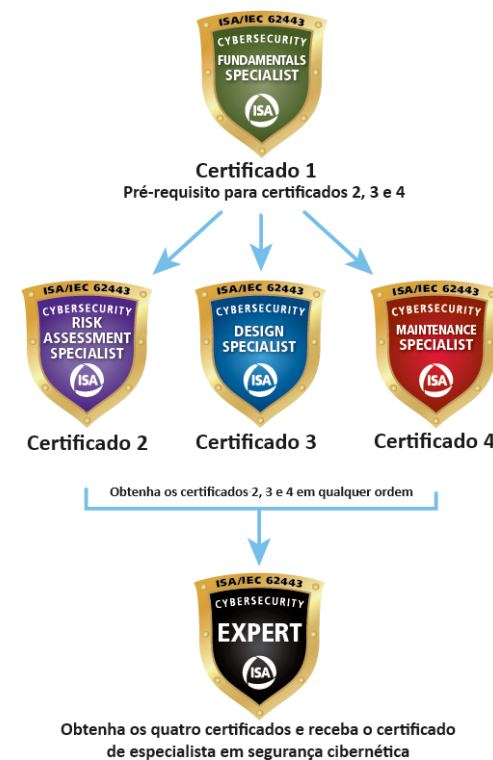 ISA/IEC 62443
CYBERSECURITY
FUNDAMENTALS
SPECIALIST
ISA
Certificado 1
Pré-requisito para certificados 2, 3 e 4
ISA/IEC 62443
CYBERSECURITY
RISK
ASSESSMENT
SPECIALIST
ISA
Certificado 2
ISA/IEC 62443
CYBERSECURITY
DESIGN
SPECIALIST
ISA
Certificado 3
ISA/IEC 62443
CYBERSECURITY
MAINTENANCE
SPECIALIST
ISA
Certificado 4
Obtenha os certificados 2, 3 e 4 em qualquer ordem
ISA/IEC 62443
CYBERSECURITY
EXPERT
ISA
Obtenha os quatro certificados e receba o certificado
de especialista em segurança cibernética